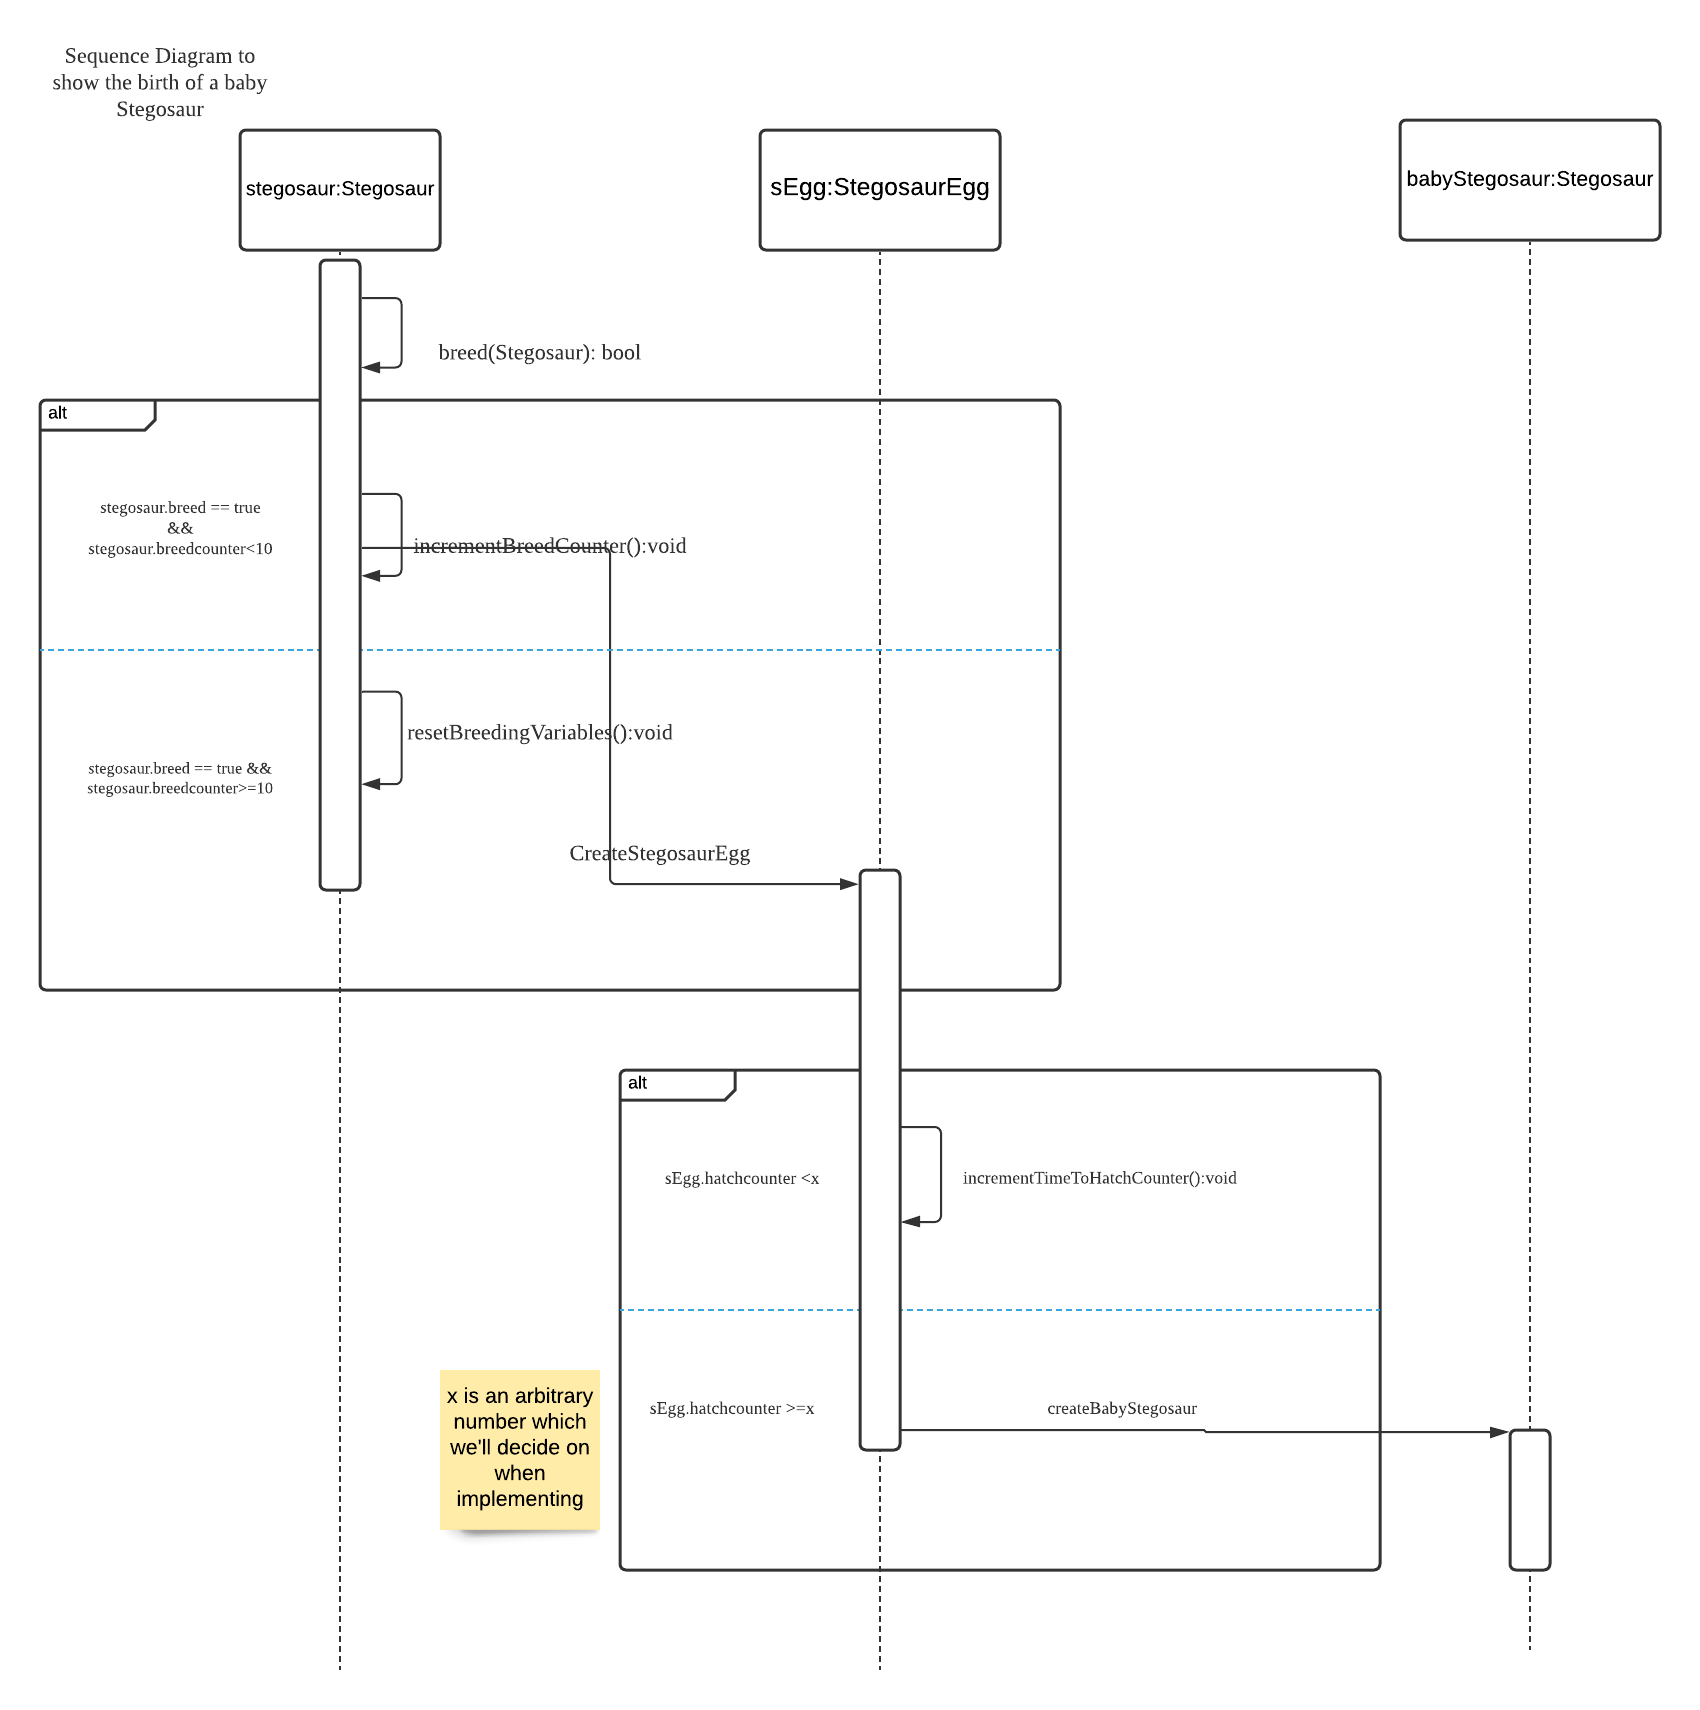 Sequence Diagram to
show the birth of a baby
Stegosaur
stegosaur:Stegosaur
sEgg:StegosaurEgg
babyStegosaur:Stegosaur
breed(Stegosaur): bool
alt
stegosaur.breed == true
&&
stegosaur.breedcounter<10
incrementBreedCounter():void
resetBreedingVariables():void
stegosaur.breed == true &&
stegosaur.breedcounter>=10
CreateStegosaurEgg
alt
sEgg.hatchcounter <x
incrementTimeToHatchCounter():void
x is an arbitrary
number which
we'll decide on
when
implementing
sEgg.hatchcounter >=x
createBabyStegosaur